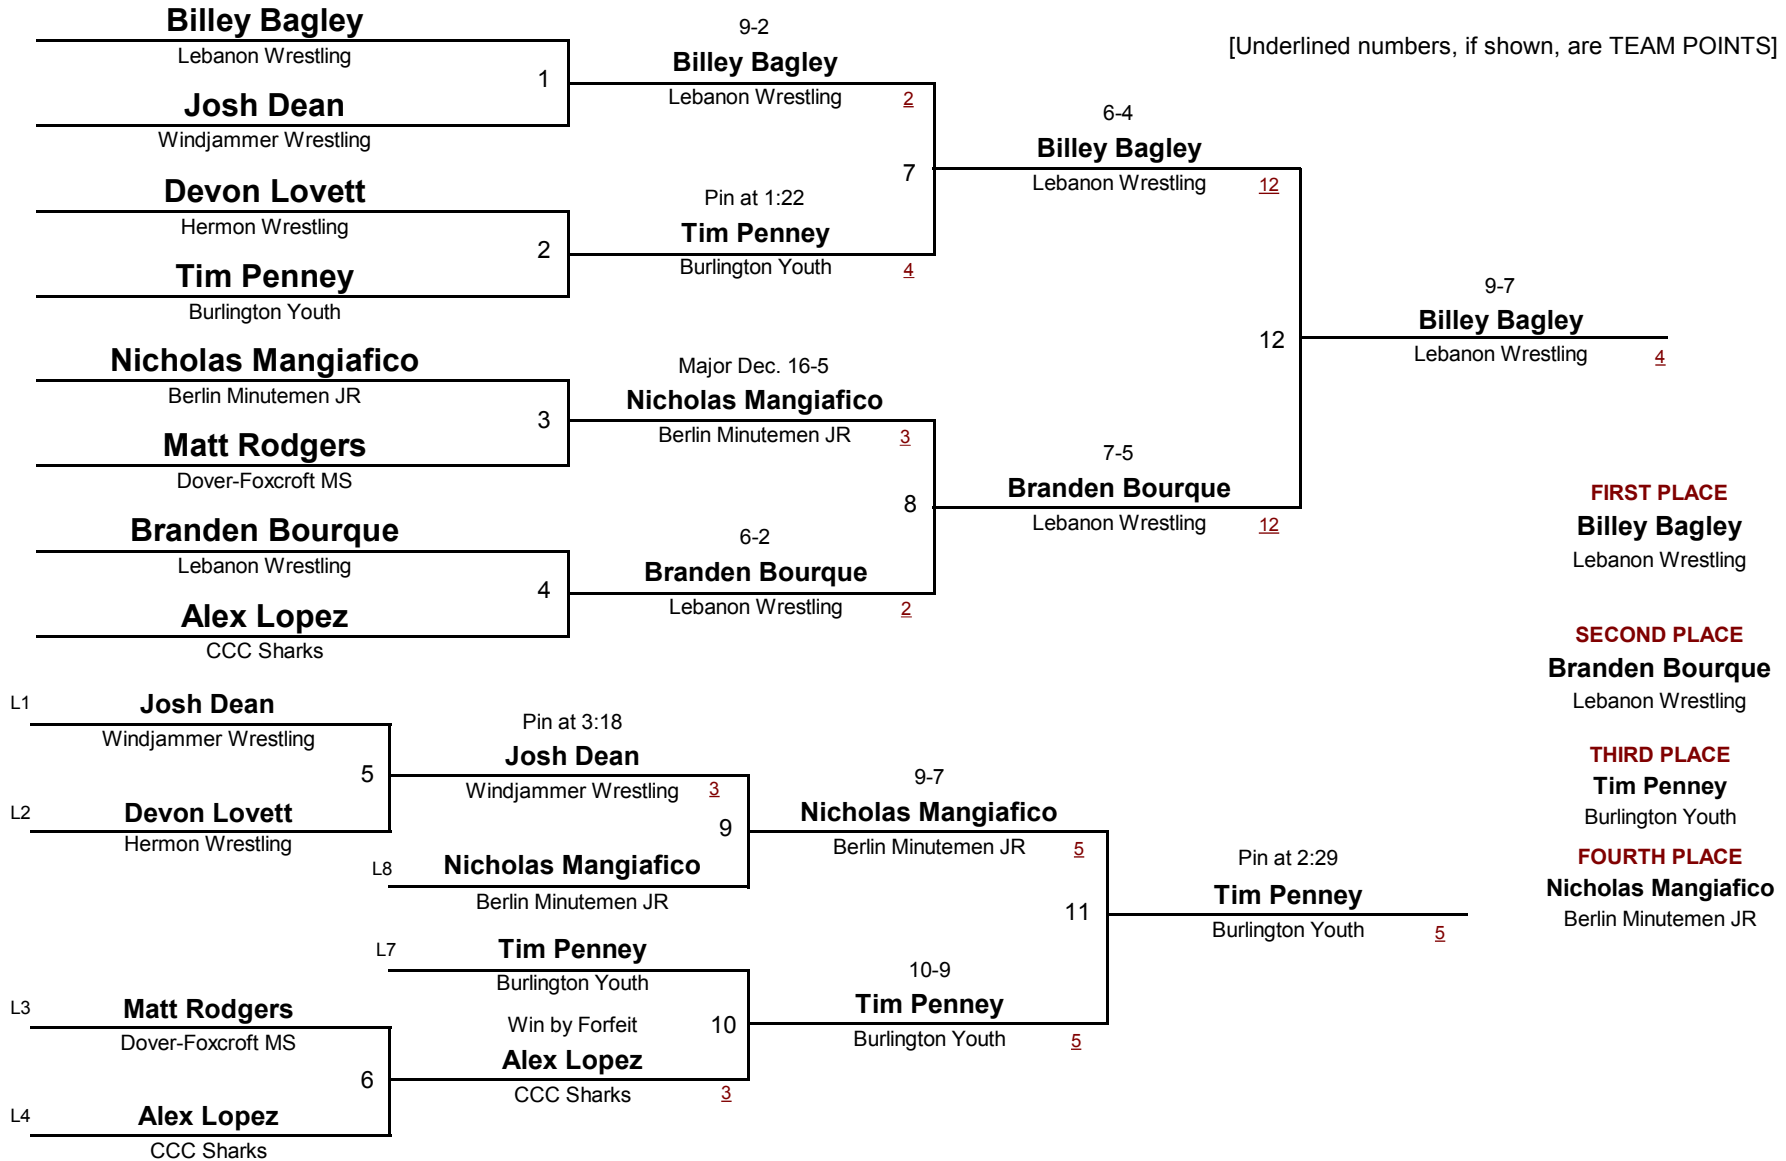 [Underlined numbers, if shown, are TEAM POINTS]
Billey Bagley
Lebanon Wrestling
1
Josh Dean
Windjammer Wrestling
Devon Lovett
Hermon Wrestling
2
Tim Penney
Burlington Youth
Nicholas Mangiafico
Berlin Minutemen JR
3
Matt Rodgers
Dover-Foxcroft MS
Branden Bourque
Lebanon Wrestling
4
Alex Lopez
CCC Sharks
9-2
Billey Bagley
Lebanon Wrestling 2
7
Pin at 1:22
Tim Penney
Burlington Youth 4
Major Dec. 16-5
Nicholas Mangiafico
Berlin Minutemen JR 3
8
6-2
Branden Bourque
Lebanon Wrestling 2
6-4
Billey Bagley
Lebanon Wrestling 12
12
7-5
Branden Bourque
Lebanon Wrestling 12
9-7
Billey Bagley
Lebanon Wrestling 4
L1 Josh Dean
Windjammer Wrestling
5
L2 Devon Lovett
Hermon Wrestling
L3 Matt Rodgers
Dover-Foxcroft MS
6
L4 Alex Lopez
CCC Sharks
Pin at 3:18
Josh Dean
Windjammer Wrestling 3
9
L8 Nicholas Mangiafico
Berlin Minutemen JR
L7 Tim Penney
Burlington Youth
Win by Forfeit 10
Alex Lopez
CCC Sharks 3
9-7
Nicholas Mangiafico
Berlin Minutemen JR 5
11
10-9
Tim Penney
Burlington Youth 5
Pin at 2:29
Tim Penney
Burlington Youth 5
FIRST PLACE
Billey Bagley
Lebanon Wrestling
SECOND PLACE
Branden Bourque
Lebanon Wrestling
THIRD PLACE
Tim Penney
Burlington Youth
FOURTH PLACE
Nicholas Mangiafico
Berlin Minutemen JR